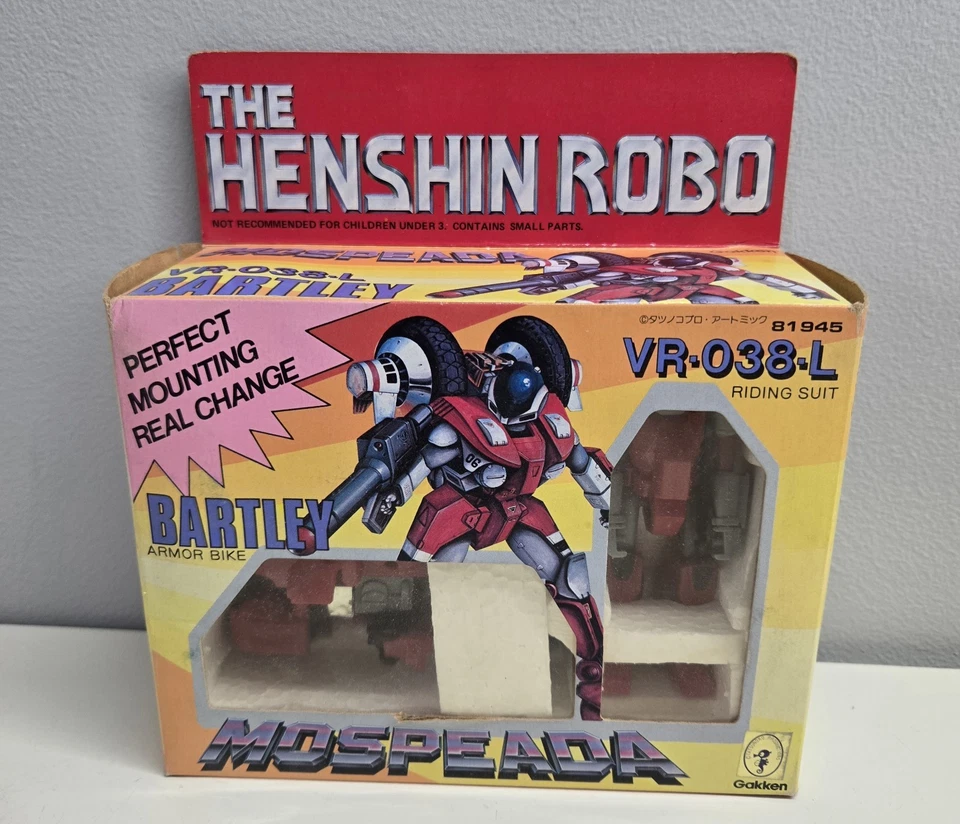 THE
HENSHIN ROBO
NOT RECOMMENDED FOR CHILDREN UNDER 3. CONTAINS SMALL PARTS.
MOSPEADA
VR-038-L
BARTLEY
PERFECT
MOUNTING
REAL CHANGE
©タツノコプロ・アートミック 81945
VR-038-L
RIDING SUIT
06
BARTLEY
ARMOR BIKE
MOSPEADA
Gakken